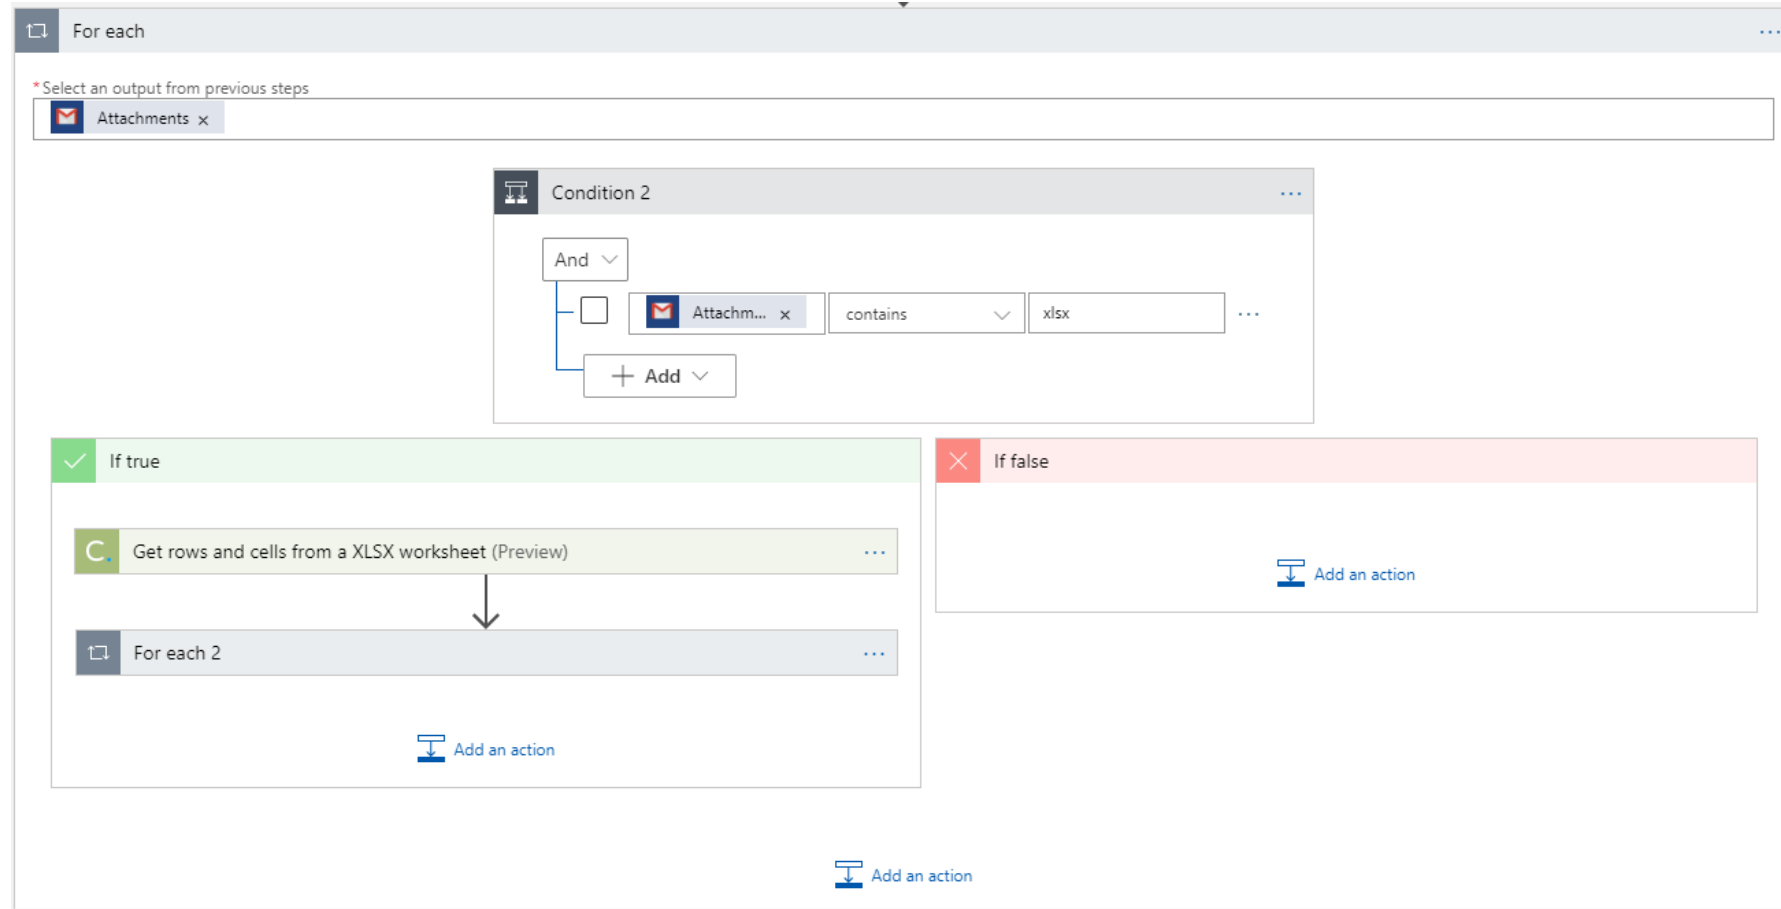 For each
* Select an output from previous steps
Attachments ×
Condition 2
And
Attachm... × contains xlsx
+ Add
If true
If false
C. Get rows and cells from a XLSX worksheet (Preview)
Add an action
For each 2
Add an action
Add an action